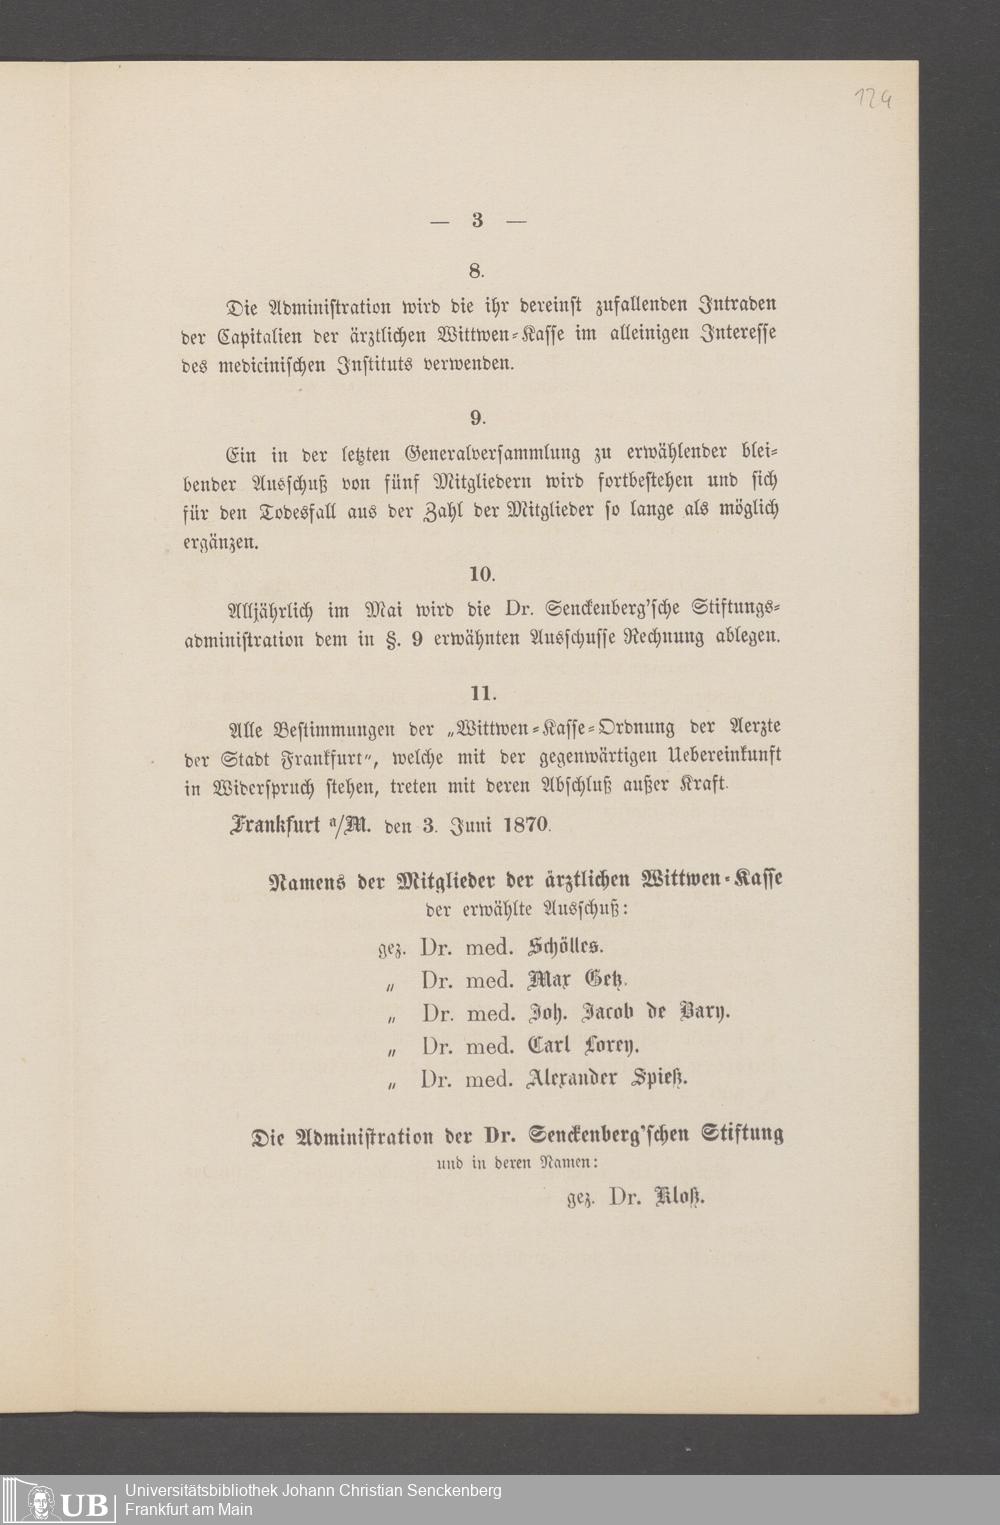 129
— 3 —
8.
Die Administration wird die ihr dereinst zufallenden Intraden
der Capitalien der ärztlichen Wittwen-Kasse im alleinigen Interesse
des medicinischen Instituts verwenden.
9.
Ein in der letzten Generalversammlung zu erwählender blei-
bender Ausschuß von fünf Mitgliedern wird fortbestehen und sich
für den Todesfall aus der Zahl der Mitglieder so lange als möglich
ergänzen.
10.
Alljährlich im Mai wird die Dr. Senckenberg'sche Stiftungs-
administration dem in §. 9 erwähnten Ausschusse Rechnung ablegen.
11.
Alle Bestimmungen der „Wittwen-Kasse-Ordnung der Aerzte
der Stadt Frankfurt", welche mit der gegenwärtigen Uebereinkunft
in Widerspruch stehen, treten mit deren Abschluß außer Kraft.
Frankfurt a/M. den 3. Juni 1870.
Namens der Mitglieder der ärztlichen Wittwen-Kasse
der erwählte Ausschuß:
gez. Dr. med. Schölles.
„ Dr. med. Max Getz.
„ Dr. med. Joh. Jacob de Bary.
„ Dr. med. Carl Lorey.
„ Dr. med. Alexander Spieß.
Die Administration der Dr. Senckenberg'schen Stiftung
und in deren Namen:
gez. Dr. Kloß.
UB
Universitätsbibliothek Johann Christian Senckenberg
Frankfurt am Main